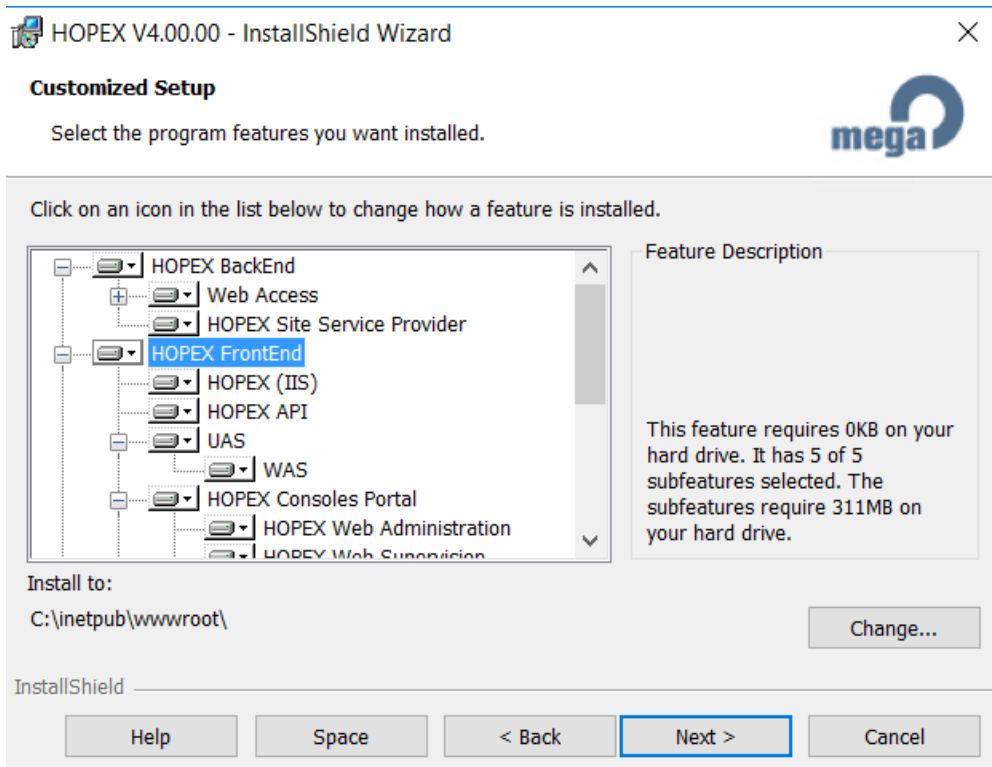 HOPEX V4.00.00 - InstallShield Wizard
Customized Setup
Select the program features you want installed.
mega
Click on an icon in the list below to change how a feature is installed.
HOPEX BackEnd
Web Access
HOPEX Site Service Provider
HOPEX FrontEnd
HOPEX (IIS)
HOPEX API
UAS
WAS
HOPEX Consoles Portal
HOPEX Web Administration
HOPEX Web Supervision
Feature Description
This feature requires 0KB on your
hard drive. It has 5 of 5
subfeatures selected. The
subfeatures require 311MB on
your hard drive.
Install to:
C:\inetpub\wwwroot\
Change...
InstallShield
Help
Space
< Back
Next >
Cancel